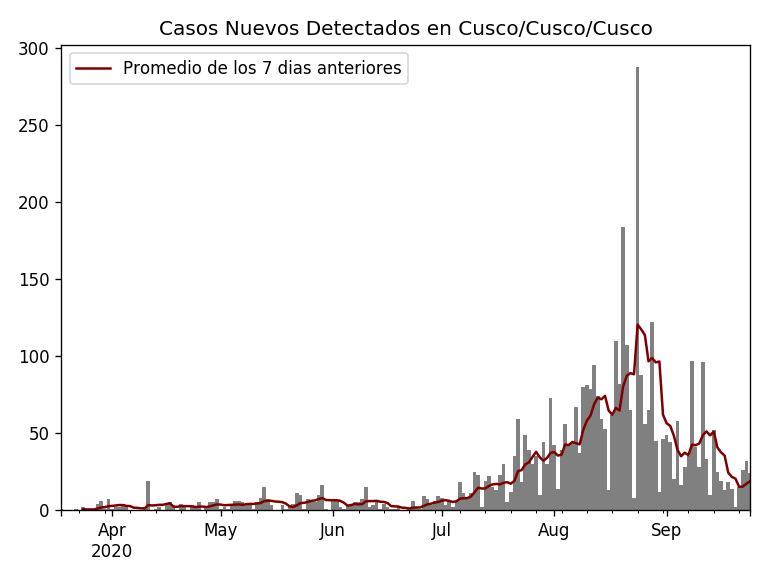 Casos Nuevos Detectados en Cusco/Cusco/Cusco
Promedio de los 7 dias anteriores
300
250
200
150
100
50
0
Apr May Jun Jul Aug Sep
2020